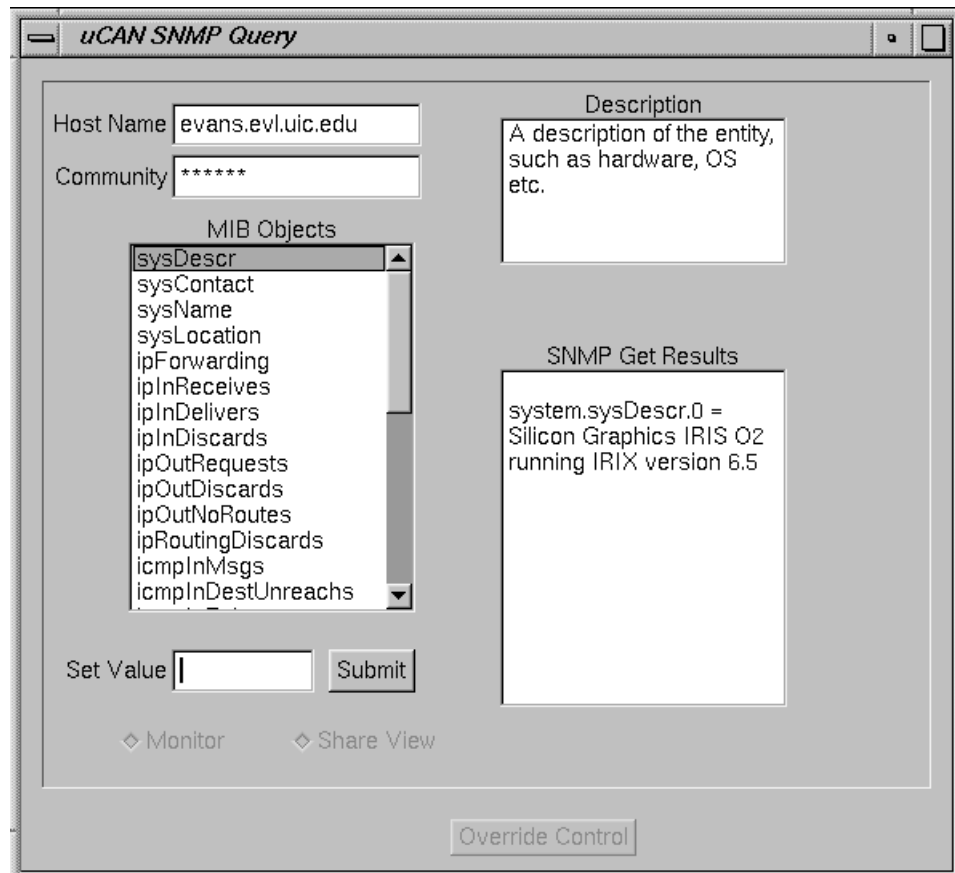 uCAN SNMP Query
Host Name evans.evl.uic.edu
Community ******
MIB Objects
sysDescr
sysContact
sysName
sysLocation
ipForwarding
ipInReceives
ipInDelivers
ipInDiscards
ipOutRequests
ipOutDiscards
ipOutNoRoutes
ipRoutingDiscards
icmpInMsgs
icmpInDestUnreachs
Set Value
Submit
Monitor
Share View
Description
A description of the entity,
such as hardware, OS
etc.
SNMP Get Results
system.sysDescr.0 =
Silicon Graphics IRIS O2
running IRIX version 6.5
Override Control